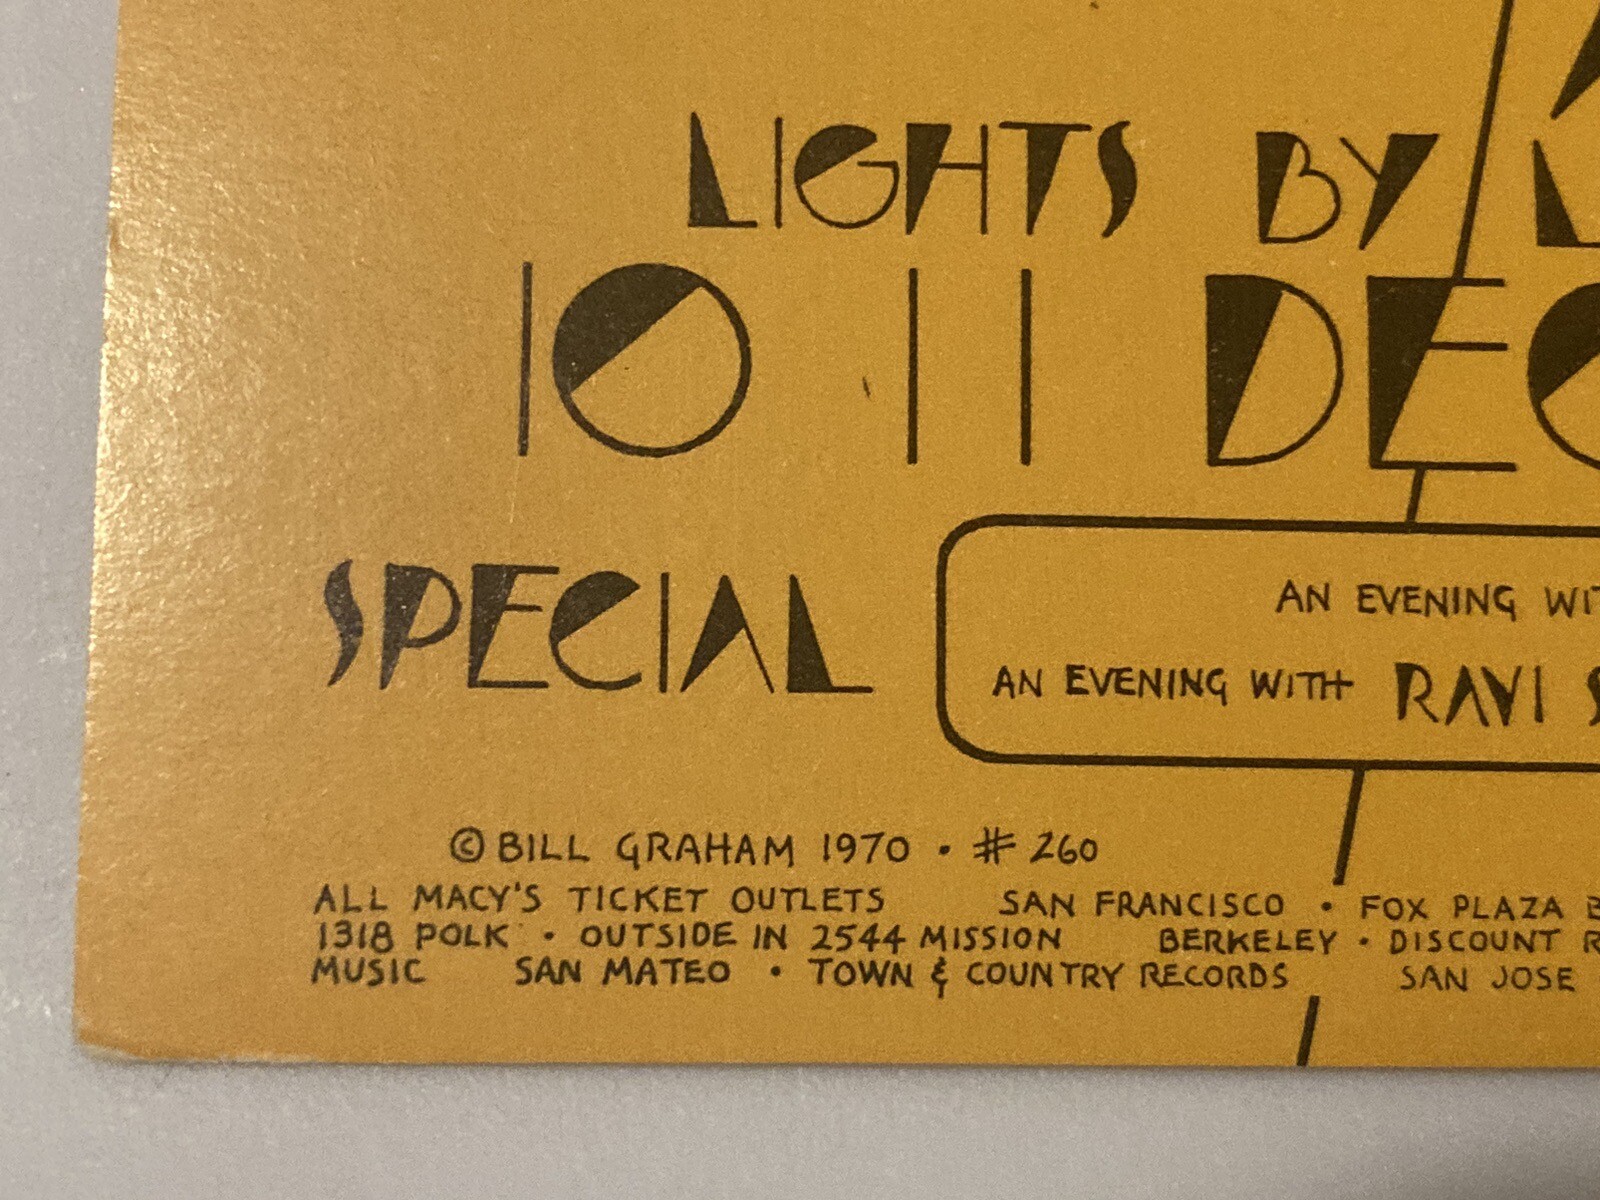 LIGHTS BY
10 11 DEC
SPECIAL
AN EVENING
AN EVENING WITH RAVI
© BILL GRAHAM 1970 · # 260
ALL MACY'S TICKET OUTLETS SAN FRANCISCO · FOX PLAZA
1318 POLK · OUTSIDE IN 2544 MISSION BERKELEY · DISCOUNT
MUSIC SAN MATEO · TOWN & COUNTRY RECORDS SAN JOSE